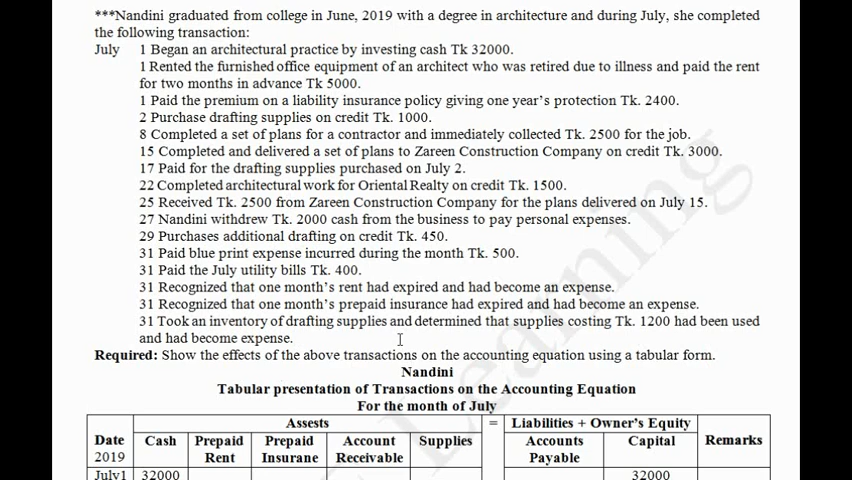 ***Nandini graduated from college in June, 2019 with a degree in architecture and during July, she completed
the following transaction:
July 1 Began an architectural practice by investing cash Tk 32000.
1 Rented the furnished office equipment of an architect who was retired due to illness and paid the rent
for two months in advance Tk 5000.
1 Paid the premium on a liability insurance policy giving one year's protection Tk. 2400.
2 Purchase drafting supplies on credit Tk. 1000.
8 Completed a set of plans for a contractor and immediately collected Tk. 2500 for the job.
15 Completed and delivered a set of plans to Zareen Construction Company on credit Tk. 3000.
17 Paid for the drafting supplies purchased on July 2.
22 Completed architectural work for Oriental Realty on credit Tk. 1500.
25 Received Tk. 2500 from Zareen Construction Company for the plans delivered on July 15.
27 Nandini withdrew Tk. 2000 cash from the business to pay personal expenses.
29 Purchases additional drafting on credit Tk. 450.
31 Paid blue print expense incurred during the month Tk. 500.
31 Paid the July utility bills Tk. 400.
31 Recognized that one month's rent had expired and had become an expense.
31 Recognized that one month's prepaid insurance had expired and had become an expense.
31 Took an inventory of drafting supplies and determined that supplies costing Tk. 1200 had been used
and had become expense.
Required: Show the effects of the above transactions on the accounting equation using a tabular form.
Nandini
Tabular presentation of Transactions on the Accounting Equation
For the month of July
Assests = Liabilities + Owner's Equity
Date Cash Prepaid Prepaid Account Supplies Accounts Capital Remarks
2019 Rent Insurane Receivable Payable
July1 32000 32000
Learning